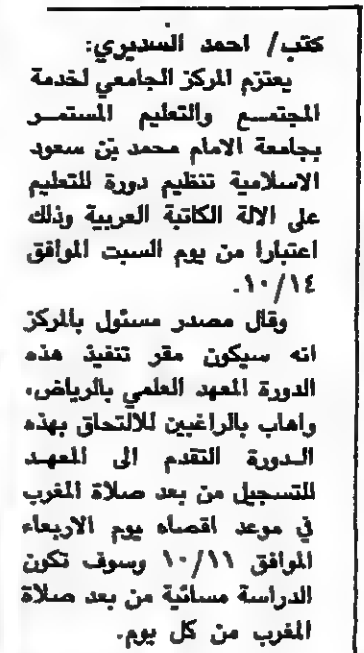 كتب/ احمد السديري:
يعتزم المركز الجامعي لخدمة
المجتمع والتعليم المستمر
بجامعة الامام محمد بن سعود
الاسلامية تنظيم دورة للتعليم
على الالة الكاتبة العربية وذلك
اعتبارا من يوم السبت الموافق
١٠/١٤.
وقال مصدر مسئول بالمركز
انه سيكون مقر تنفيذ هذه
الدورة المعهد العلمي بالرياض،
واهاب بالراغبين للالتحاق بهذه
الدورة التقدم الى المعهد
للتسجيل من بعد صلاة المغرب
في موعد اقصاه يوم الاربعاء
الموافق ١٠/١١ وسوف تكون
الدراسة مسائية من بعد صلاة
المغرب من كل يوم.